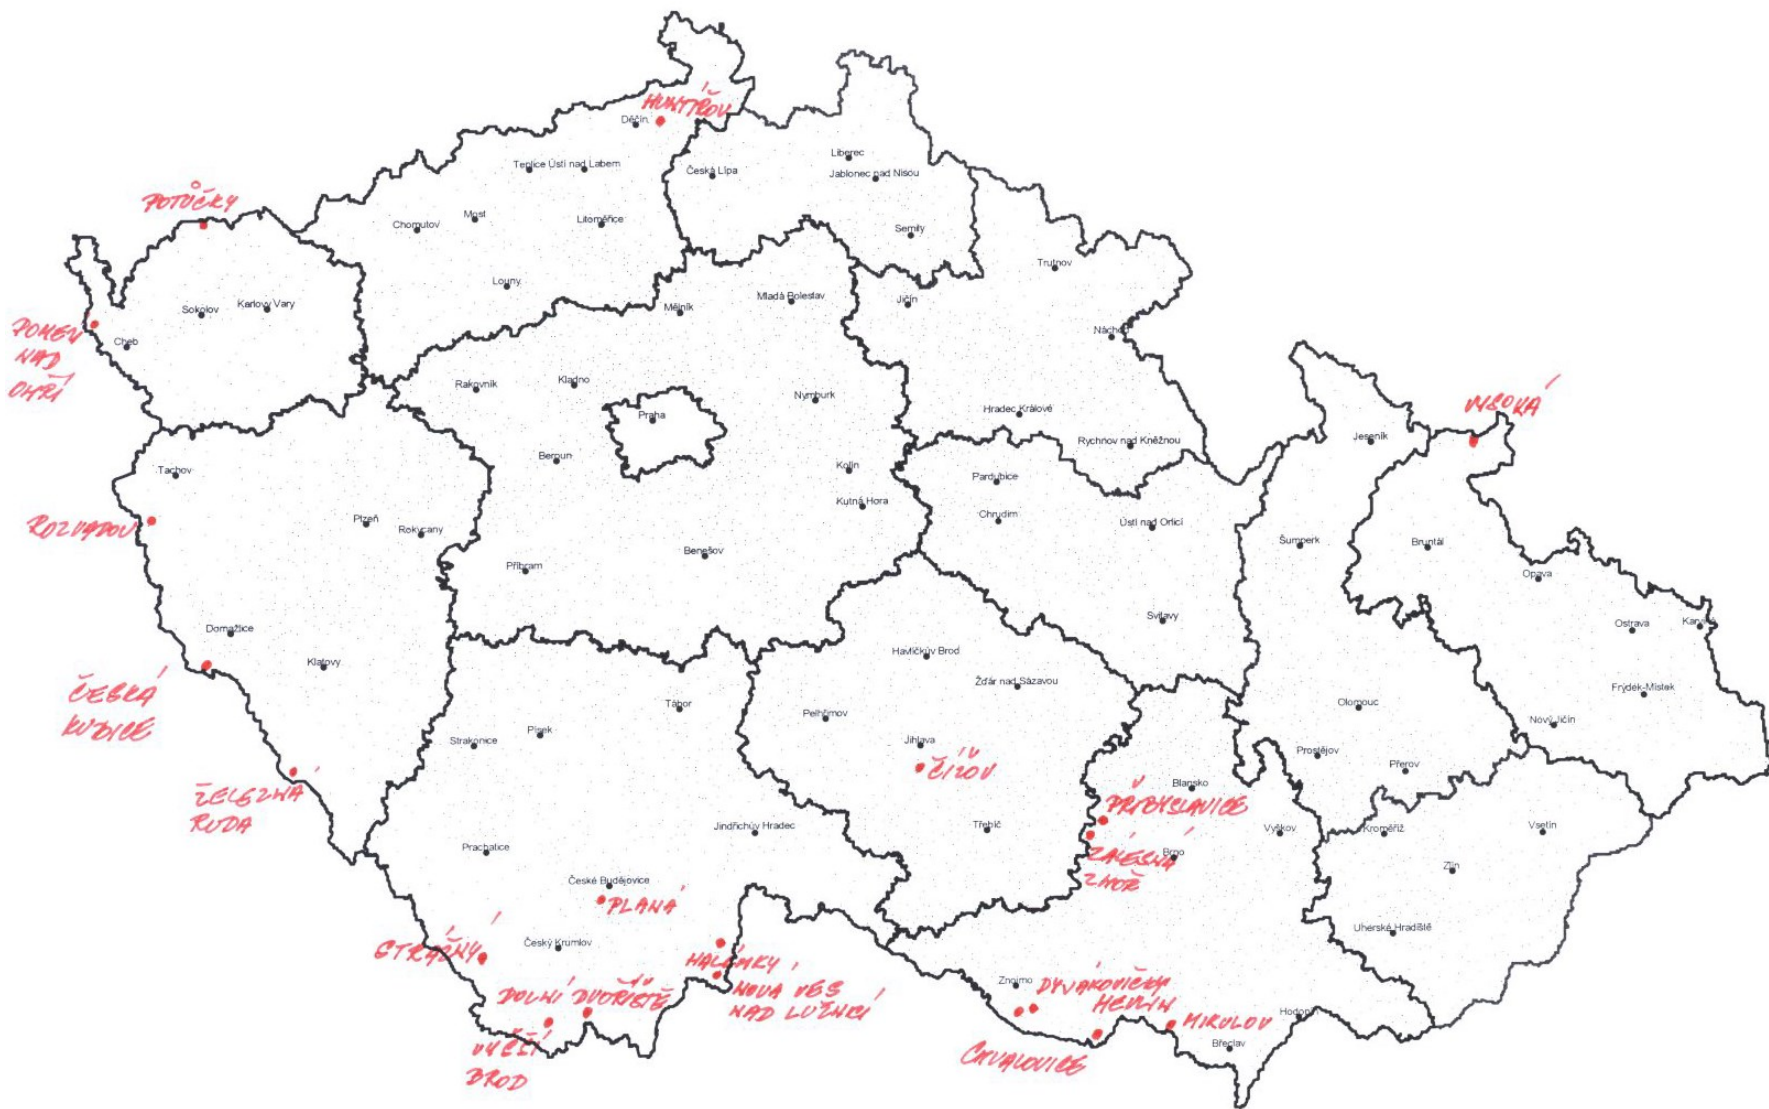 HUNTÍŘOV
Děčín
Teplice Ústí nad Labem
Česká Lípa
Liberec
Jablonec nad Nisou
POTŮČKY
Chomutov
Most
Litoměřice
Semily
Trutnov
Louny
Sokolov
Karlovy Vary
Mělník
Mladá Boleslav
Jičín
Náchod
POMEZÍ
NAD
OHŘÍ
Cheb
Rakovník
Kladno
Nymburk
Praha
Hradec Králové
Rychnov nad Kněžnou
VYSOKÁ
Jeseník
Tachov
Beroun
Kolín
Kutná Hora
Pardubice
Chrudim
Ústí nad Orlicí
ROZVADOV
Plzeň
Rokycany
Benešov
Příbram
Šumperk
Bruntál
Opava
Svitavy
Ostrava
Karviná
Domažlice
Klatovy
Havlíčkův Brod
Žďár nad Sázavou
Frýdek-Místek
ČESKÁ
KUBICE
Tábor
Pelhřimov
Olomouc
Nový Jičín
Strakonice
Písek
Jihlava
ČÍŽOV
Prostějov
Přerov
ŽELEZNÁ
RUDA
Blansko
PŘIBYSLAVICE
Jindřichův Hradec
Třebíč
Vyškov
Kroměříž
Vsetín
Prachatice
ZÁLESNÁ
ZHOŘ
Brno
Zlín
České Budějovice
PLANÁ
STRÁŽNÝ
Český Krumlov
Uherské Hradiště
HALÁMKY
NOVÁ VES
NAD LUŽNICÍ
DOLNÍ DVOŘIŠTĚ
VYŠŠÍ
BROD
Znojmo
DYJÁKOVIČKY
HEVLÍN
MIKULOV
Hodonín
CHVALOVICE
Břeclav